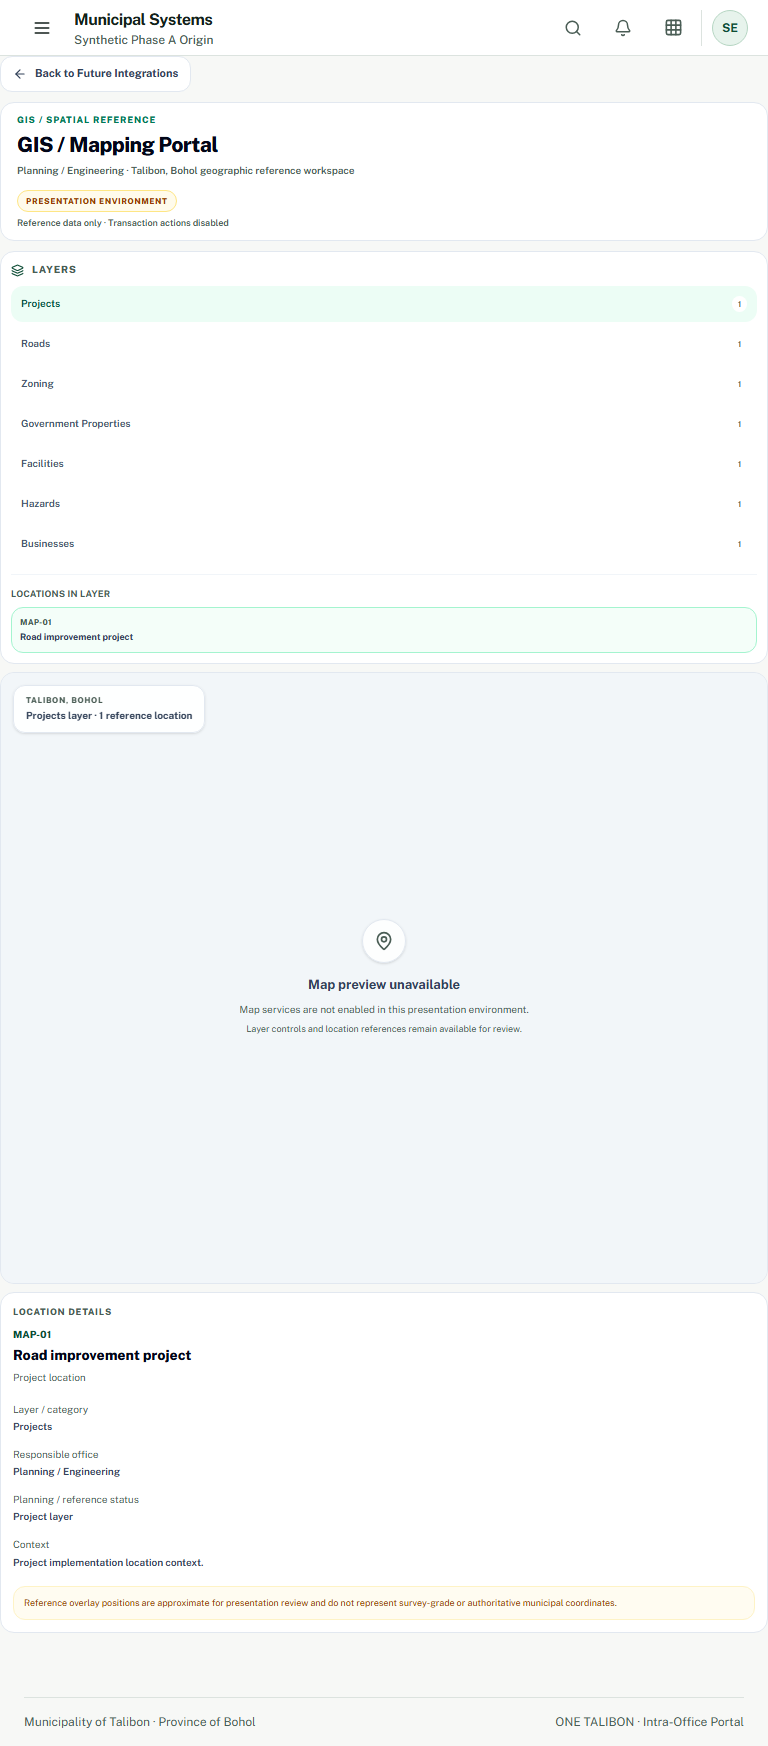 Municipal Systems
Synthetic Phase A Origin
SE
Back to Future Integrations
GIS / SPATIAL REFERENCE
GIS / Mapping Portal
Planning / Engineering · Talibon, Bohol geographic reference workspace
PRESENTATION ENVIRONMENT
Reference data only · Transaction actions disabled
LAYERS
Projects 1
Roads 1
Zoning 1
Government Properties 1
Facilities 1
Hazards 1
Businesses 1
LOCATIONS IN LAYER
MAP-01
Road improvement project
TALIBON, BOHOL
Projects layer · 1 reference location
Map preview unavailable
Map services are not enabled in this presentation environment.
Layer controls and location references remain available for review.
LOCATION DETAILS
MAP-01
Road improvement project
Project location
Layer / category
Projects
Responsible office
Planning / Engineering
Planning / reference status
Project layer
Context
Project implementation location context.
Reference overlay positions are approximate for presentation review and do not represent survey-grade or authoritative municipal coordinates.
Municipality of Talibon · Province of Bohol
ONE TALIBON · Intra-Office Portal